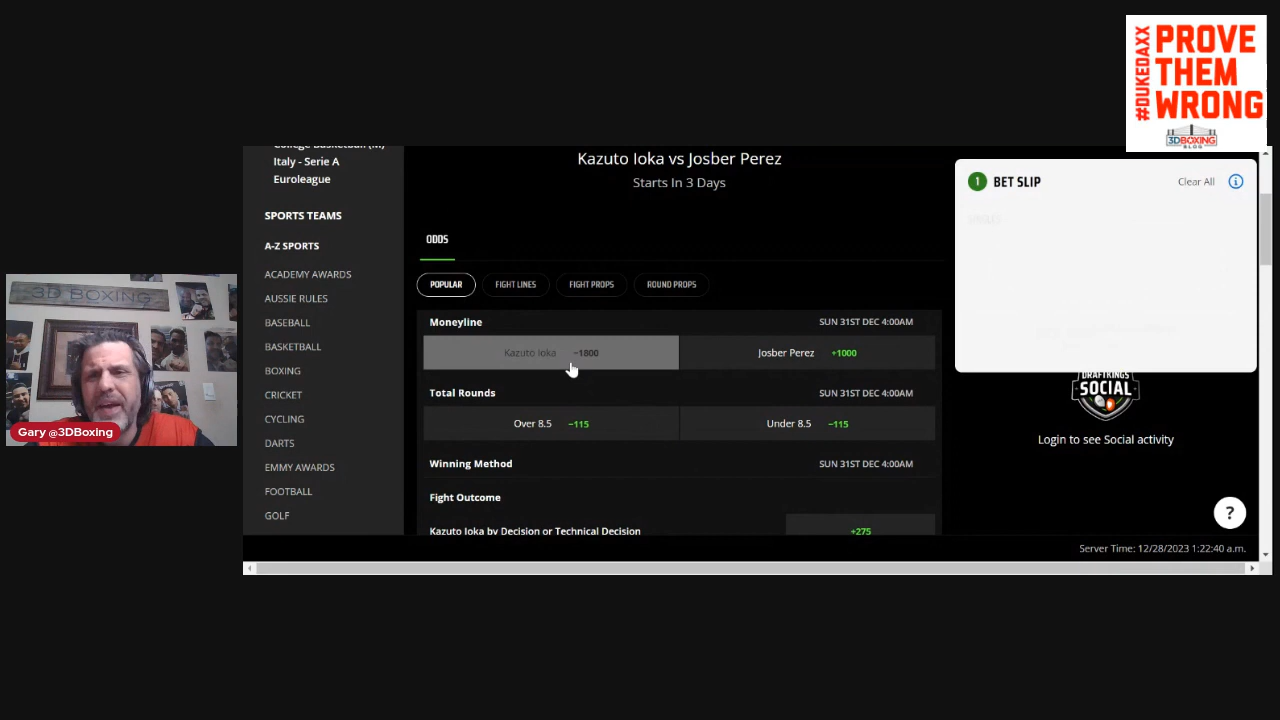 #DUKEDAXX
PROVE
THEM
WRONG
3DBOXING
BLOG
College Basketball (M)
Italy - Serie A
Euroleague
SPORTS TEAMS
A-Z SPORTS
ACADEMY AWARDS
AUSSIE RULES
BASEBALL
BASKETBALL
BOXING
CRICKET
CYCLING
DARTS
EMMY AWARDS
FOOTBALL
GOLF
Kazuto Ioka vs Josber Perez
Starts In 3 Days
ODDS
POPULAR FIGHT LINES FIGHT PROPS ROUND PROPS
Moneyline SUN 31ST DEC 4:00AM
Kazuto Ioka −1800 Josber Perez +1000
Total Rounds SUN 31ST DEC 4:00AM
Over 8.5 −115 Under 8.5 −115
Winning Method SUN 31ST DEC 4:00AM
Fight Outcome
Kazuto Ioka by Decision or Technical Decision +275
1 BET SLIP Clear All
SINGLES
DRAFTKINGS
SOCIAL
Login to see Social activity
?
Server Time: 12/28/2023 1:22:40 a.m.
3D BOXING
Gary @3DBoxing